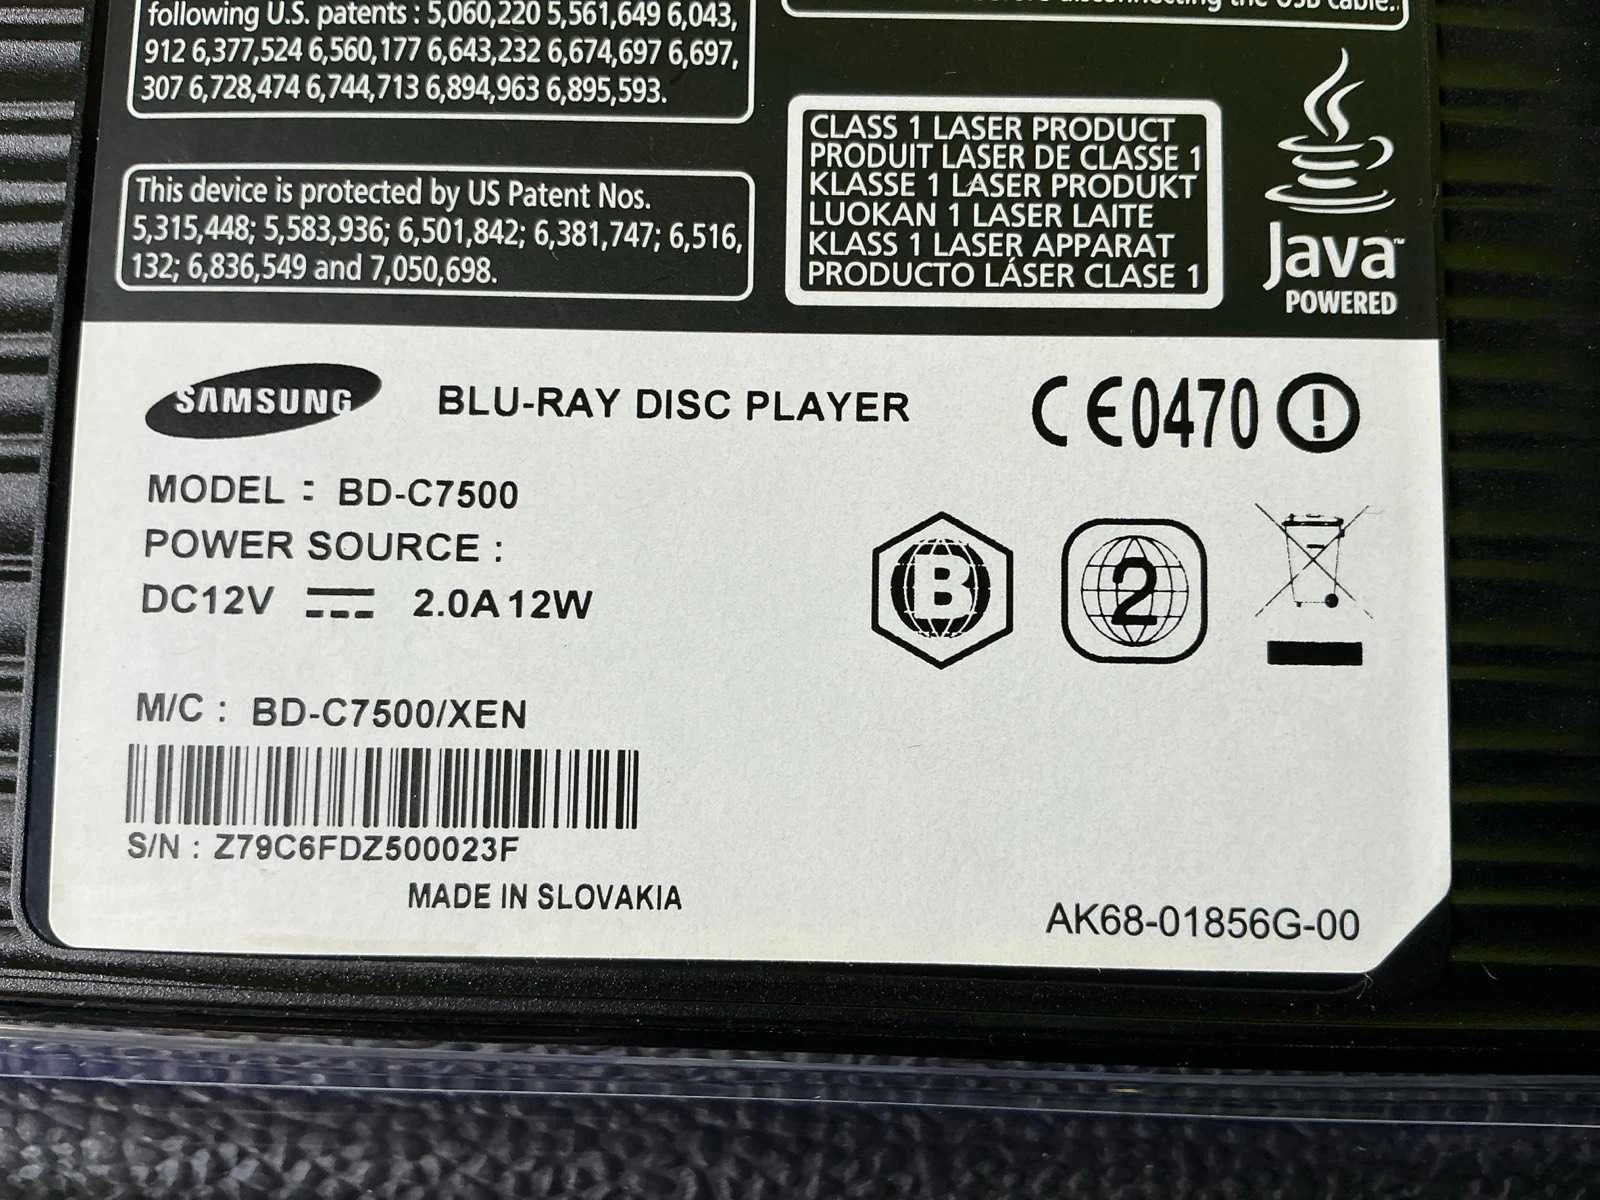 following U.S. patents : 5,060,220 5,561,649 6,043,
912 6,377,524 6,560,177 6,643,232 6,674,697 6,697,
307 6,728,474 6,744,713 6,894,963 6,895,593.
This device is protected by US Patent Nos.
5,315,448; 5,583,936; 6,501,842; 6,381,747; 6,516,
132; 6,836,549 and 7,050,698.
before disconnecting the USB cable.
CLASS 1 LASER PRODUCT
PRODUIT LASER DE CLASSE 1
KLASSE 1 LASER PRODUKT
LUOKAN 1 LASER LAITE
KLASS 1 LASER APPARAT
PRODUCTO LÁSER CLASE 1
Java™
POWERED
SAMSUNG BLU-RAY DISC PLAYER CE0470 !
MODEL : BD-C7500
POWER SOURCE :
DC12V 2.0A 12W
B 2
M/C : BD-C7500/XEN
S/N : Z79C6FDZ500023F
MADE IN SLOVAKIA
AK68-01856G-00